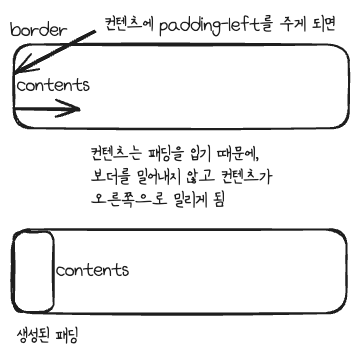 border
컨텐츠에 padding-left를 주게 되면
contents
컨텐츠는 패딩을 입기 때문에,
보더를 밀어내지 않고 컨텐츠가
오른쪽으로 밀리게 됨
contents
생성된 패딩